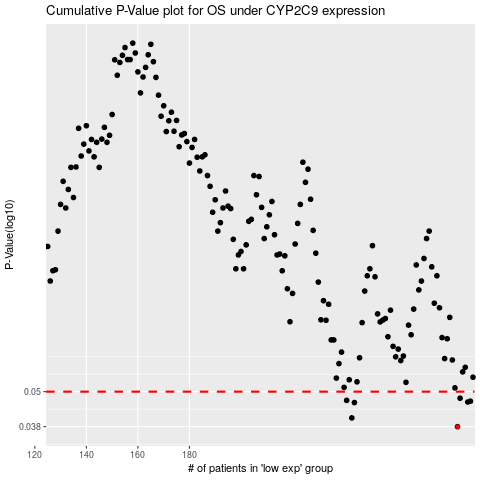 Cumulative P-Value plot for OS under CYP2C9 expression
P-Value(log10)
0.05
0.038
120 140 160 180
# of patients in 'low exp' group